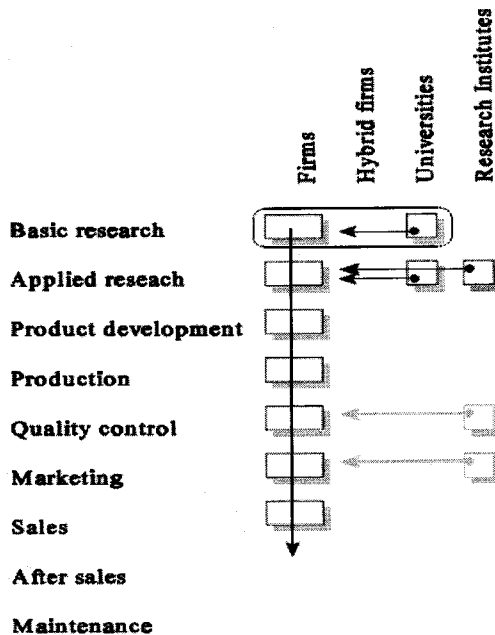 Firms
Hybrid firms
Universities
Research Institutes
Basic research
Applied reseach
Product development
Production
Quality control
Marketing
Sales
After sales
Maintenance